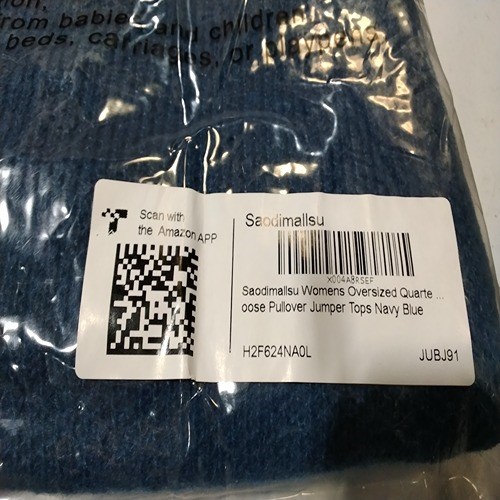 from babies and children.
beds, carriages, or playpens.
Scan with
the Amazon APP
Saodimallsu
X004A8RSEF
Saodimallsu Womens Oversized Quarte ...
oose Pullover Jumper Tops Navy Blue
H2F624NA0L
JUBJ91